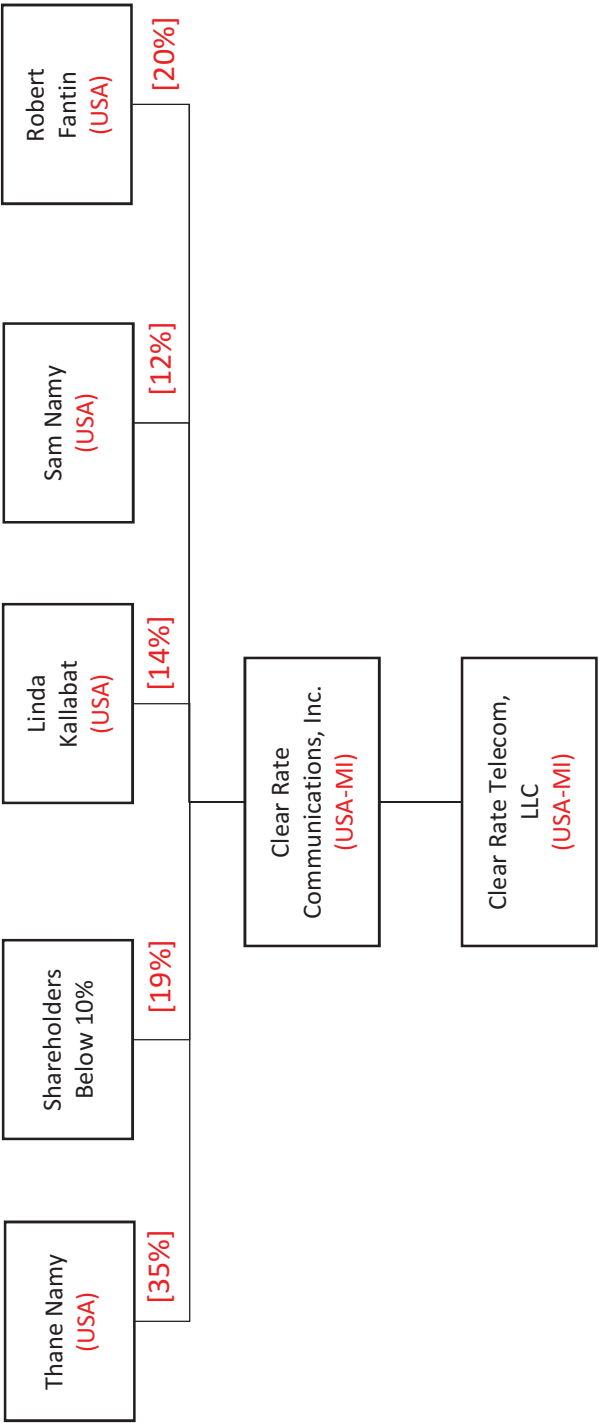 Thane Namy
(USA)
[35%]
Shareholders
Below 10%
[19%]
Linda
Kallabat
(USA)
[14%]
Sam Namy
(USA)
[12%]
Robert
Fantin
(USA)
[20%]
Clear Rate
Communications, Inc.
(USA-MI)
Clear Rate Telecom,
LLC
(USA-MI)